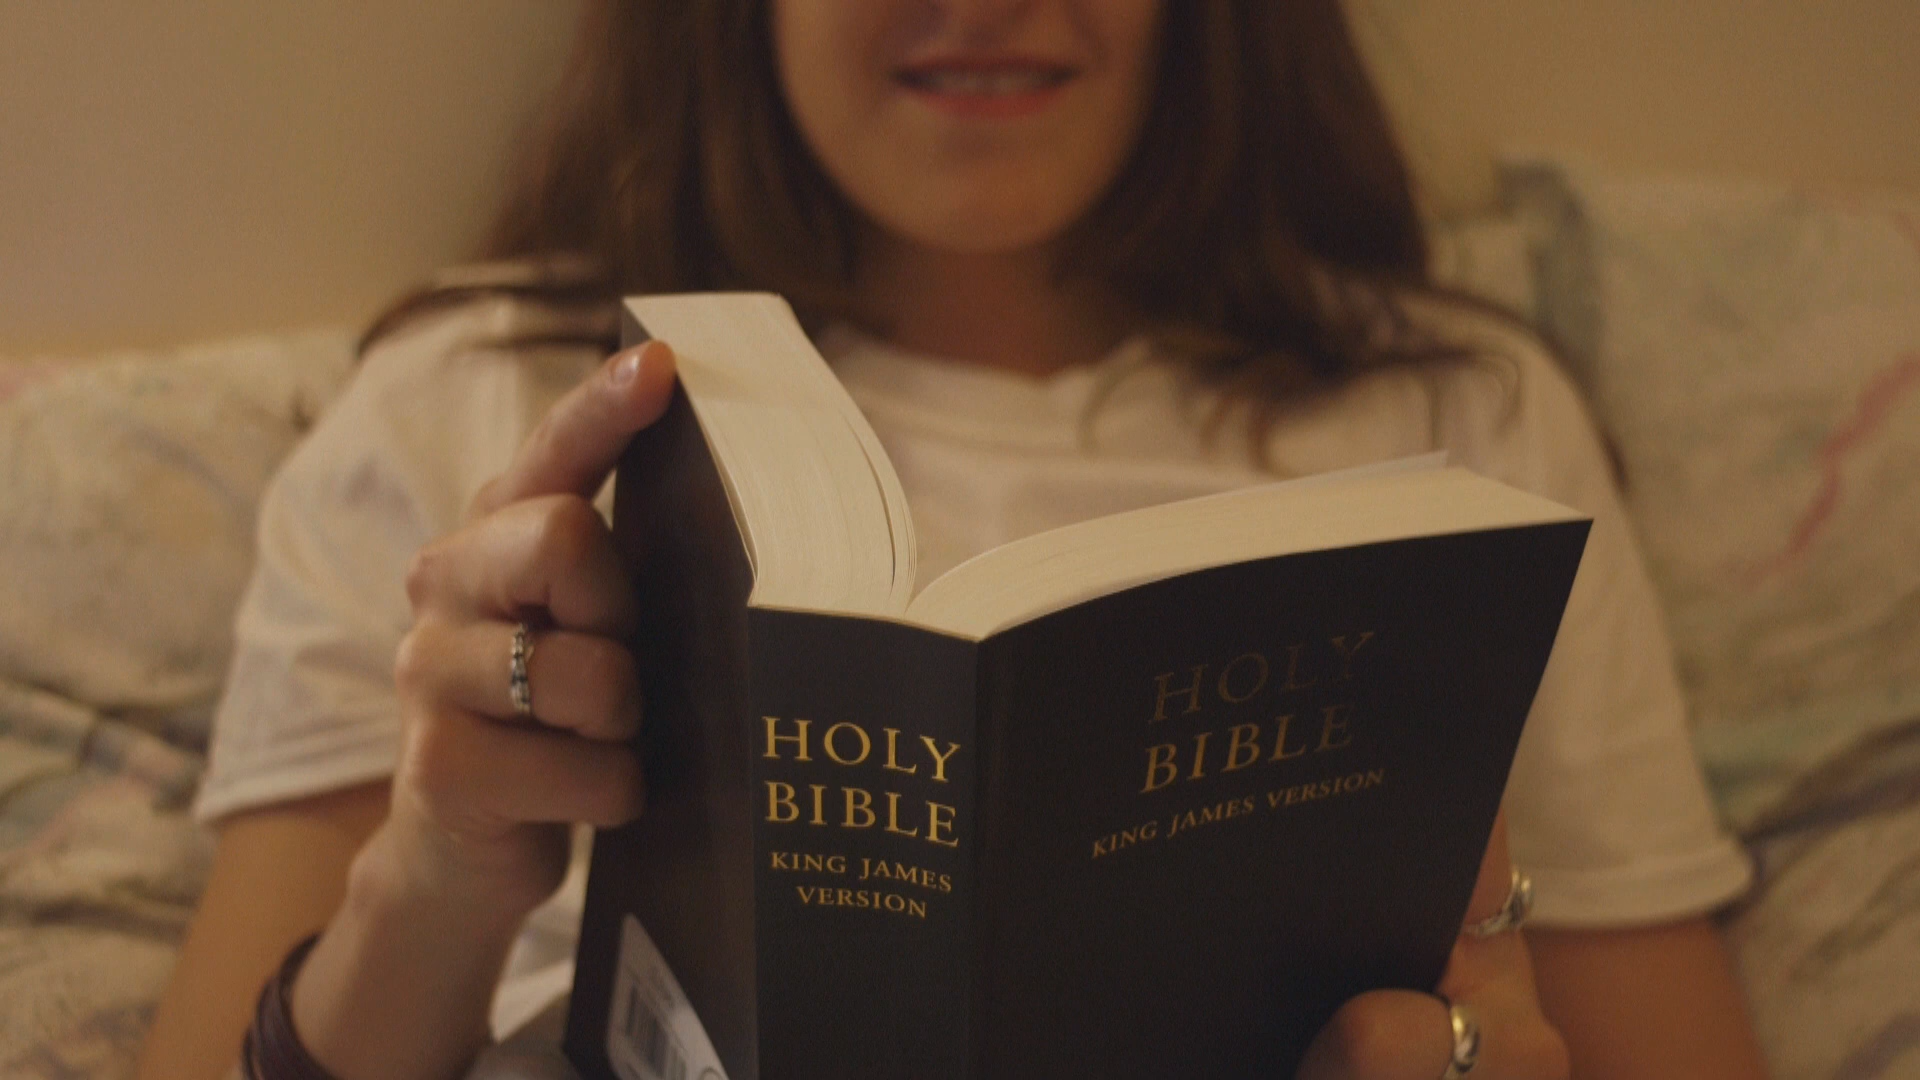 HOLY
BIBLE
KING JAMES
VERSION
HOLY
BIBLE
KING JAMES VERSION